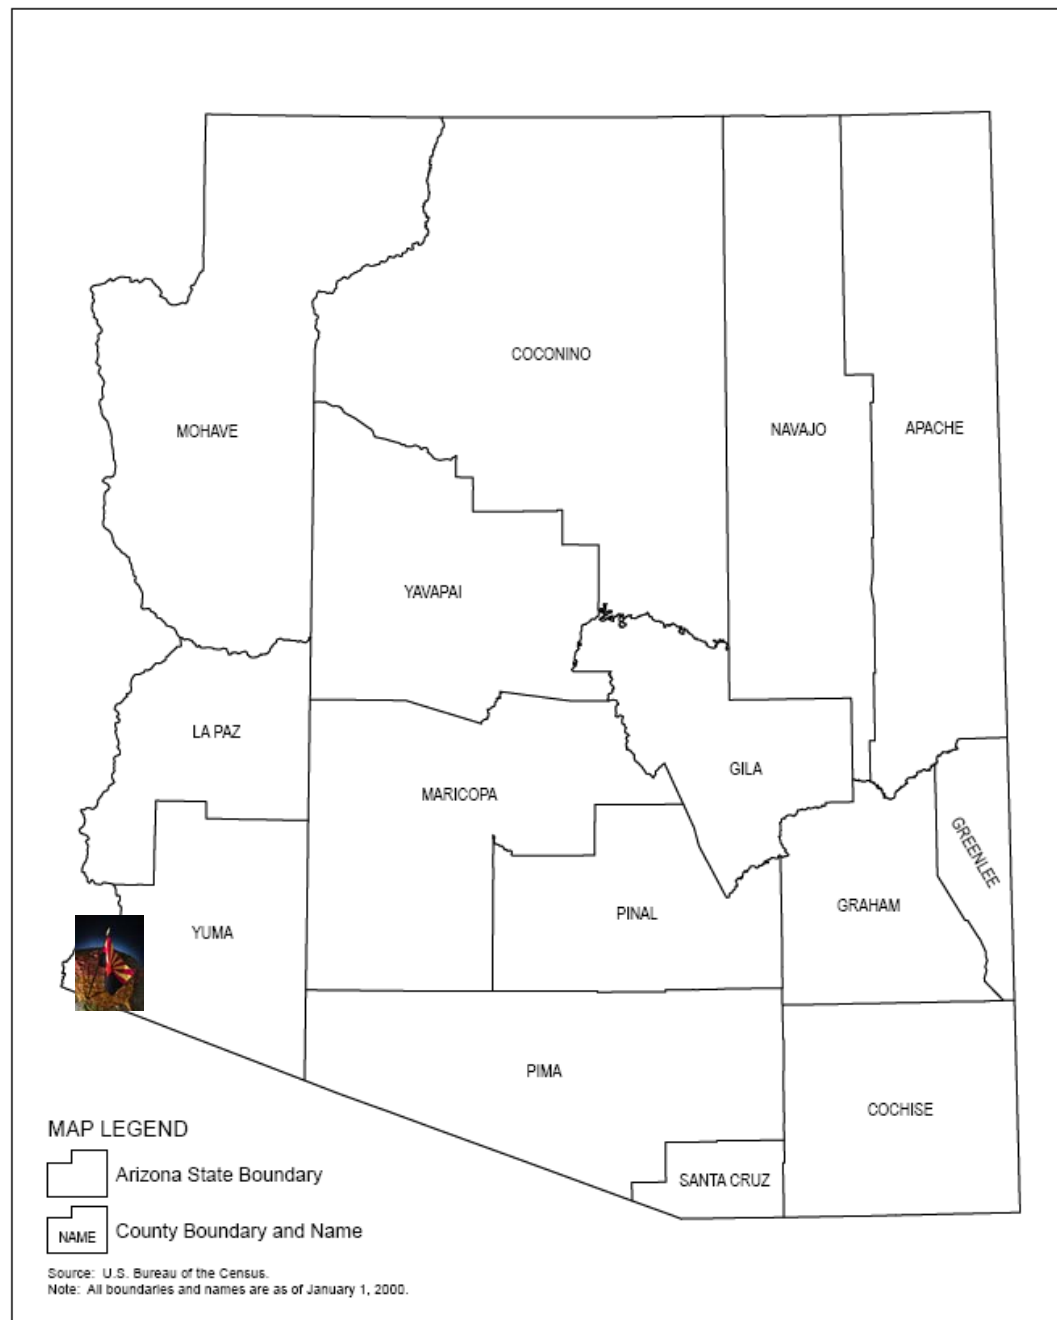 COCONINO
MOHAVE
NAVAJO
APACHE
YAVAPAI
LA PAZ
GILA
MARICOPA
GREENLEE
PINAL
GRAHAM
YUMA
PIMA
COCHISE
SANTA CRUZ
MAP LEGEND
Arizona State Boundary
NAME County Boundary and Name
Source: U.S. Bureau of the Census.
Note: All boundaries and names are as of January 1, 2000.